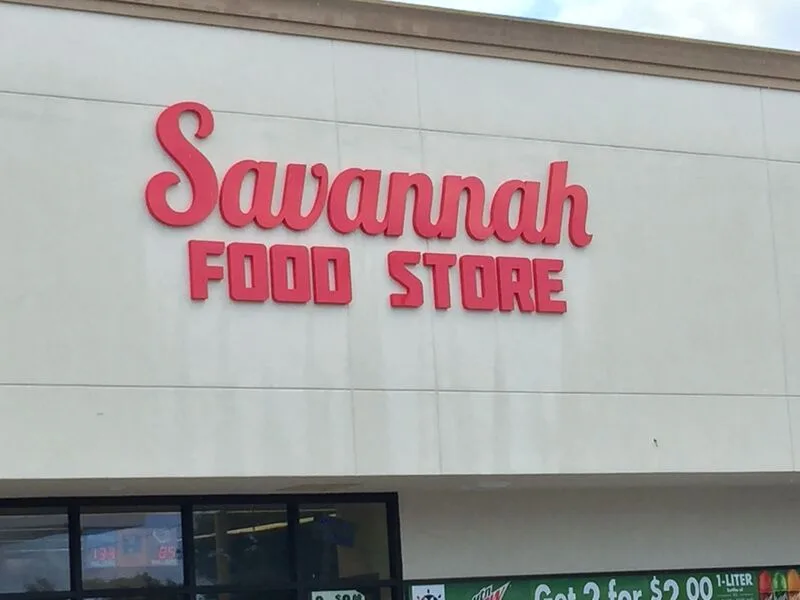 Savannah
FOOD STORE
Get 2 for $2.00 1-LITER